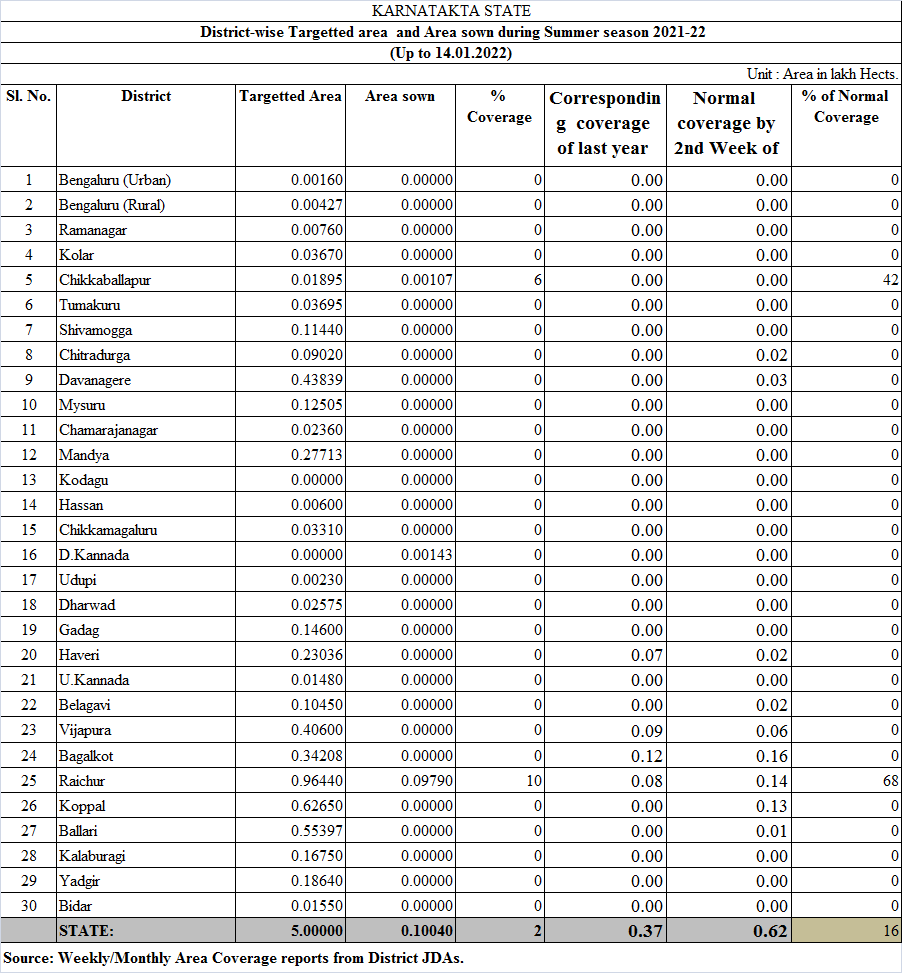 KARNATAKTA STATE
District-wise Targetted area and Area sown during Summer season 2021-22
(Up to 14.01.2022)
Unit : Area in lakh Hects.
Sl. No. District Targetted Area Area sown % Coverage Correspondin g coverage of last year Normal coverage by 2nd Week of % of Normal Coverage
1 Bengaluru (Urban) 0.00160 0.00000 0 0.00 0.00 0
2 Bengaluru (Rural) 0.00427 0.00000 0 0.00 0.00 0
3 Ramanagar 0.00760 0.00000 0 0.00 0.00 0
4 Kolar 0.03670 0.00000 0 0.00 0.00 0
5 Chikkaballapur 0.01895 0.00107 6 0.00 0.00 42
6 Tumakuru 0.03695 0.00000 0 0.00 0.00 0
7 Shivamogga 0.11440 0.00000 0 0.00 0.00 0
8 Chitradurga 0.09020 0.00000 0 0.00 0.02 0
9 Davanagere 0.43839 0.00000 0 0.00 0.03 0
10 Mysuru 0.12505 0.00000 0 0.00 0.00 0
11 Chamarajanagar 0.02360 0.00000 0 0.00 0.00 0
12 Mandya 0.27713 0.00000 0 0.00 0.00 0
13 Kodagu 0.00000 0.00000 0 0.00 0.00 0
14 Hassan 0.00600 0.00000 0 0.00 0.00 0
15 Chikkamagaluru 0.03310 0.00000 0 0.00 0.00 0
16 D.Kannada 0.00000 0.00143 0 0.00 0.00 0
17 Udupi 0.00230 0.00000 0 0.00 0.00 0
18 Dharwad 0.02575 0.00000 0 0.00 0.00 0
19 Gadag 0.14600 0.00000 0 0.00 0.00 0
20 Haveri 0.23036 0.00000 0 0.07 0.02 0
21 U.Kannada 0.01480 0.00000 0 0.00 0.00 0
22 Belagavi 0.10450 0.00000 0 0.00 0.02 0
23 Vijapura 0.40600 0.00000 0 0.09 0.06 0
24 Bagalkot 0.34208 0.00000 0 0.12 0.16 0
25 Raichur 0.96440 0.09790 10 0.08 0.14 68
26 Koppal 0.62650 0.00000 0 0.00 0.13 0
27 Ballari 0.55397 0.00000 0 0.00 0.01 0
28 Kalaburagi 0.16750 0.00000 0 0.00 0.00 0
29 Yadgir 0.18640 0.00000 0 0.00 0.00 0
30 Bidar 0.01550 0.00000 0 0.00 0.00 0
STATE: 5.00000 0.10040 2 0.37 0.62 16
Source: Weekly/Monthly Area Coverage reports from District JDAs.